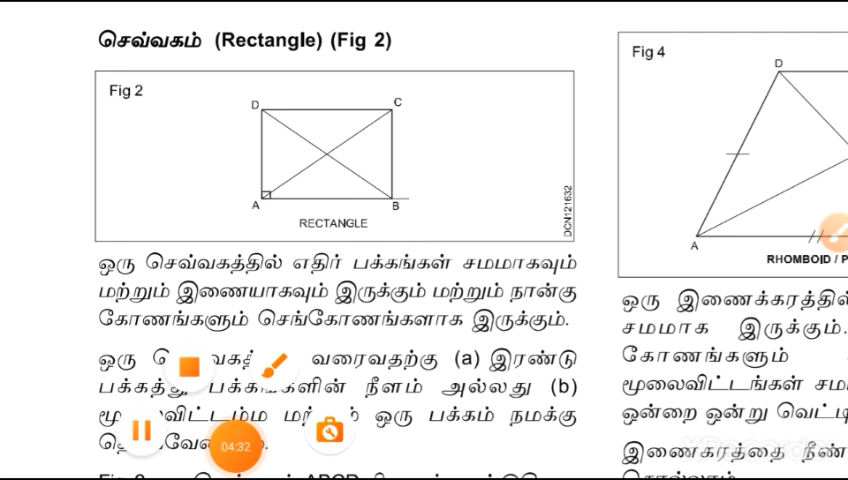 செவ்வகம் (Rectangle) (Fig 2)
Fig 2
D
C
A
B
RECTANGLE
DCN121632
ஒரு செவ்வகத்தில் எதிர் பக்கங்கள் சமமாகவும்
மற்றும் இணையாகவும் இருக்கும் மற்றும் நான்கு
கோணங்களும் செங்கோணங்களாக இருக்கும்.
ஒரு வரைவதற்கு (a) இரண்டு
பக்கத்து பக்கங்களின் நீளம் அல்லது (b)
ஒரு பக்கம் நமக்கு
04:32
Fig 4
D
A
RHOMBOID / P
ஒரு இணைக்கரத்தில்
சமமாக இருக்கும்.
கோணங்களும்
மூலைவிட்டங்கள்
ஒன்றை ஒன்று
இணைகரத்தை